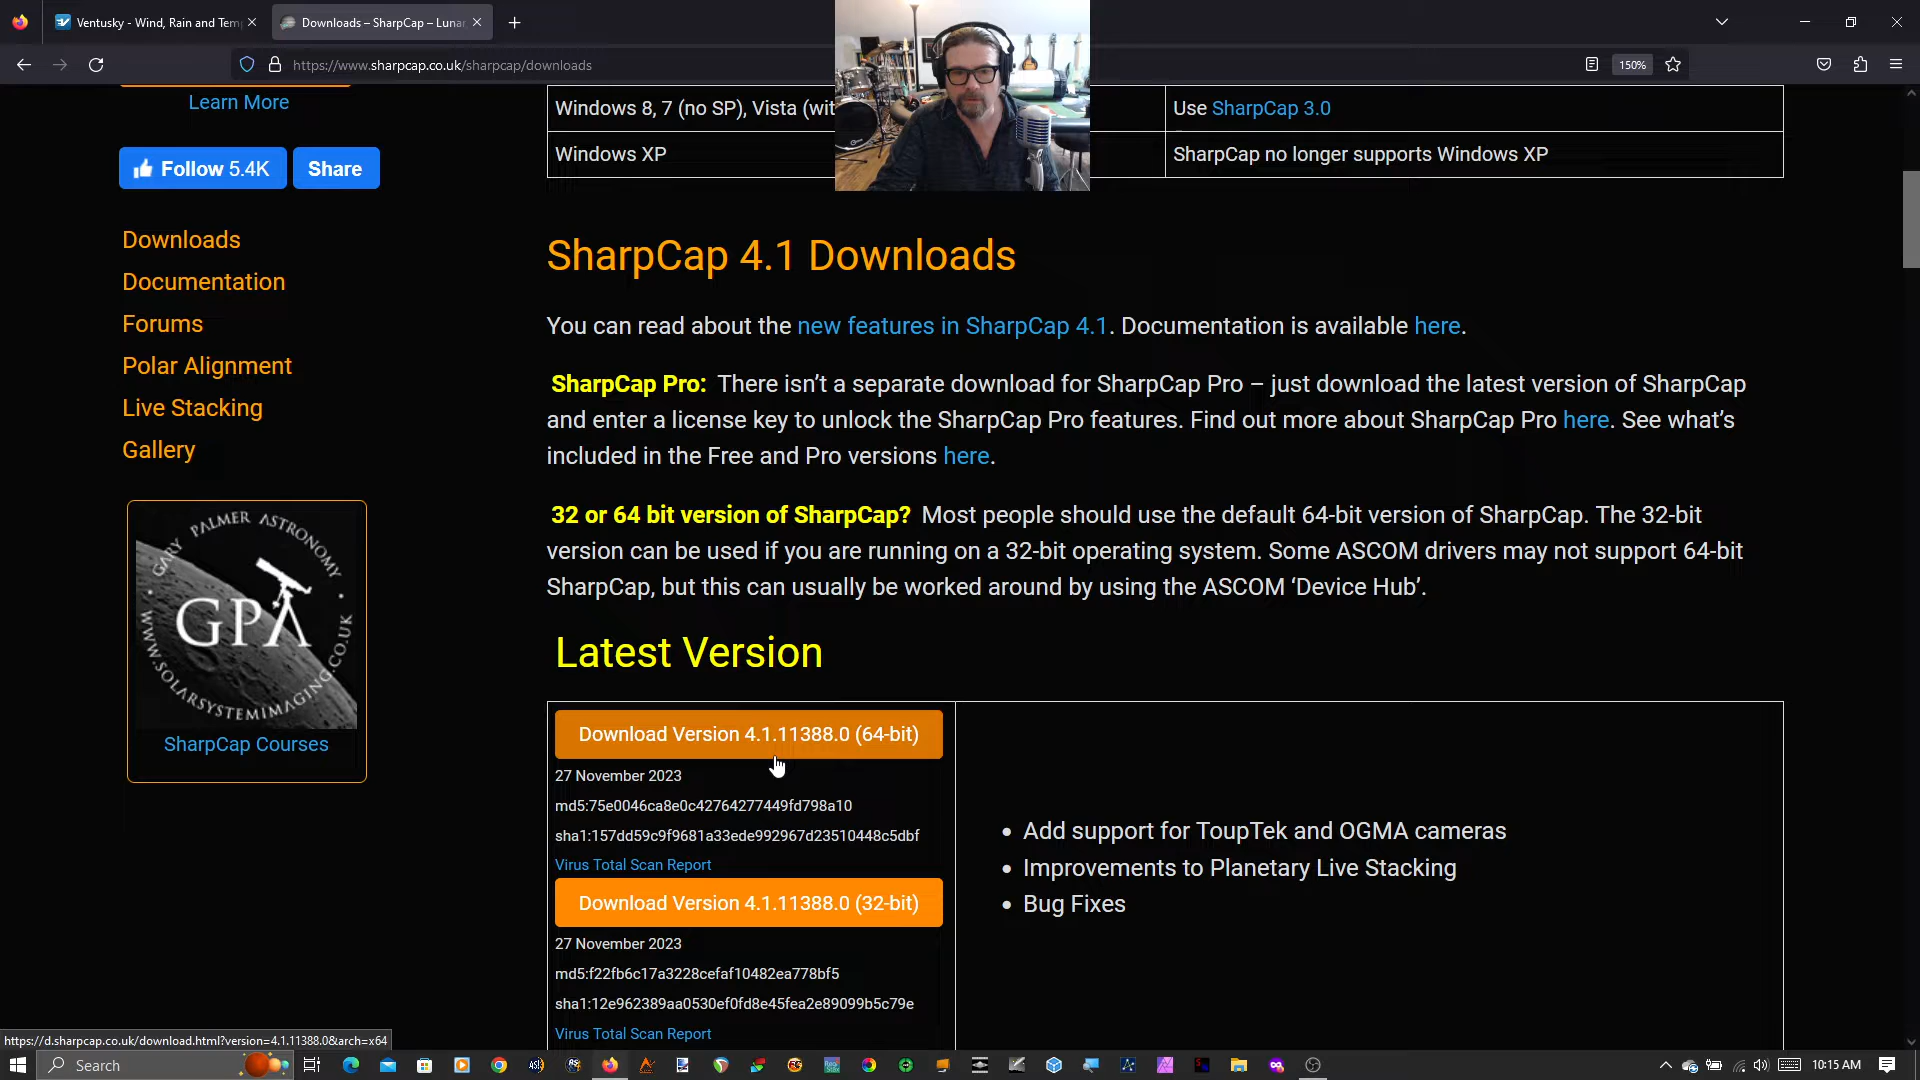 Ventusky - Wind, Rain and Tem
Downloads – SharpCap – Lunar
https://www.sharpcap.co.uk/sharpcap/downloads
150%
Learn More
Follow 5.4K
Share
Downloads
Documentation
Forums
Polar Alignment
Live Stacking
Gallery
GARY PALMER ASTRONOMY
GPA
WWW.SOLARSYSTEMIMAGING.CO.UK
SharpCap Courses
Windows 8, 7 (no SP), Vista (wit
Use SharpCap 3.0
Windows XP
SharpCap no longer supports Windows XP
SharpCap 4.1 Downloads
You can read about the new features in SharpCap 4.1. Documentation is available here.
SharpCap Pro: There isn’t a separate download for SharpCap Pro – just download the latest version of SharpCap
and enter a license key to unlock the SharpCap Pro features. Find out more about SharpCap Pro here. See what’s
included in the Free and Pro versions here.
32 or 64 bit version of SharpCap? Most people should use the default 64-bit version of SharpCap. The 32-bit
version can be used if you are running on a 32-bit operating system. Some ASCOM drivers may not support 64-bit
SharpCap, but this can usually be worked around by using the ASCOM ‘Device Hub’.
Latest Version
Download Version 4.1.11388.0 (64-bit)
27 November 2023
md5:75e0046ca8e0c42764277449fd798a10
sha1:157dd59c9f9681a33ede992967d23510448c5dbf
Virus Total Scan Report
Download Version 4.1.11388.0 (32-bit)
27 November 2023
md5:f22fb6c17a3228cefaf10482ea778bf5
sha1:12e962389aa0530ef0fd8e45fea2e89099b5c79e
Virus Total Scan Report
Add support for ToupTek and OGMA cameras
Improvements to Planetary Live Stacking
Bug Fixes
https://d.sharpcap.co.uk/download.html?version=4.1.11388.0&arch=x64
Search
10:15 AM